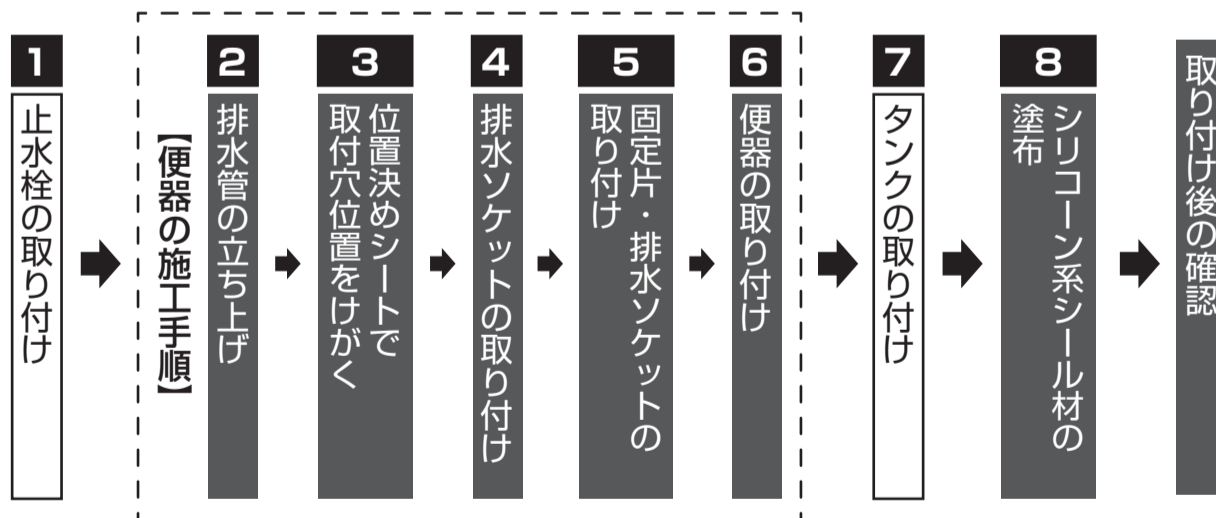 1
止水栓の取り付け
【便器の施工手順】
2
排水管の立ち上げ
3
位置決めシートで
取付穴位置をけがく
4
排水ソケットの取り付け
5
固定片・排水ソケットの
取り付け
6
便器の取り付け
7
タンクの取り付け
8
シリコーン系シール材の
塗布
取り付け後の確認